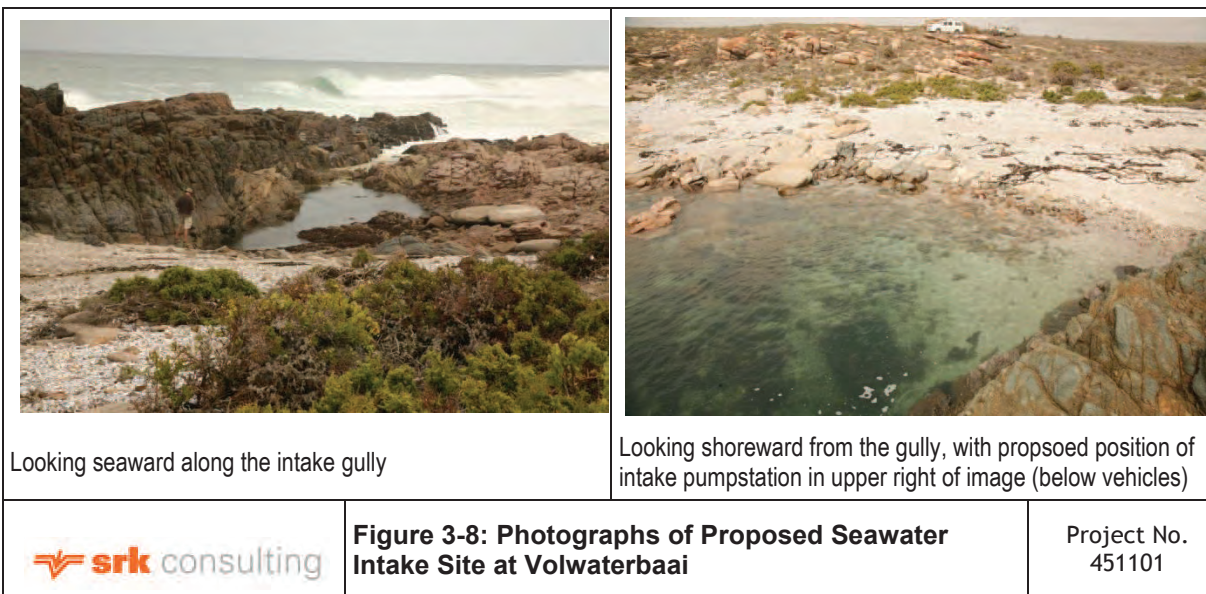 Looking seaward along the intake gully
Looking shoreward from the gully, with propsoed position of
intake pumpstation in upper right of image (below vehicles)
srk consulting
Figure 3-8: Photographs of Proposed Seawater
Intake Site at Volwaterbaai
Project No.
451101